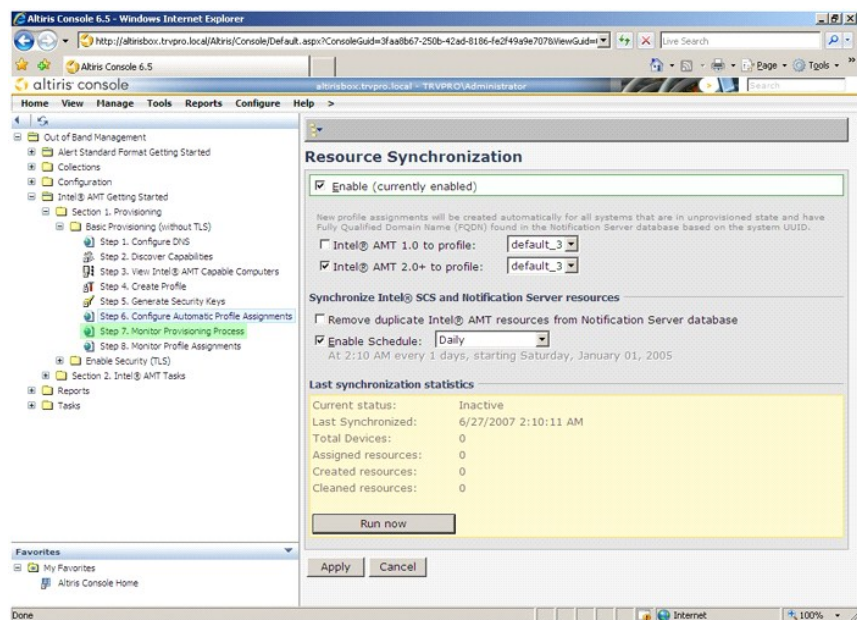 Altiris Console 6.5 - Windows Internet Explorer
http://altirisbox.trvpro.local/Altiris/Console/Default.aspx?ConsoleGuid=3faa8b67-250b-42ad-8186-fe2f49a9e707&ViewGuid=
Live Search
Altiris Console 6.5
Page
Tools
altiris console
altirisbox.trvpro.local - TRVPRO\Administrator
Search
Home View Manage Tools Reports Configure Help >
Out of Band Management
Alert Standard Format Getting Started
Collections
Configuration
Intel® AMT Getting Started
Section 1. Provisioning
Basic Provisioning (without TLS)
Step 1. Configure DNS
Step 2. Discover Capabilities
Step 3. View Intel® AMT Capable Computers
Step 4. Create Profile
Step 5. Generate Security Keys
Step 6. Configure Automatic Profile Assignments
Step 7. Monitor Provisioning Process
Step 8. Monitor Profile Assignments
Enable Security (TLS)
Section 2. Intel® AMT Tasks
Reports
Tasks
Favorites
My Favorites
Altiris Console Home
Resource Synchronization
Enable (currently enabled)
New profile assignments will be created automatically for all systems that are in unprovisioned state and have
Fully Qualified Domain Name (FQDN) found in the Notification Server database based on the system UUID.
Intel® AMT 1.0 to profile: default_3
Intel® AMT 2.0+ to profile: default_3
Synchronize Intel® SCS and Notification Server resources
Remove duplicate Intel® AMT resources from Notification Server database
Enable Schedule: Daily
At 2:10 AM every 1 days, starting Saturday, January 01, 2005
Last synchronization statistics
Current status: Inactive
Last Synchronized: 6/27/2007 2:10:11 AM
Total Devices: 0
Assigned resources: 0
Created resources: 0
Cleaned resources: 0
Run now
Apply Cancel
Done
Internet
100%